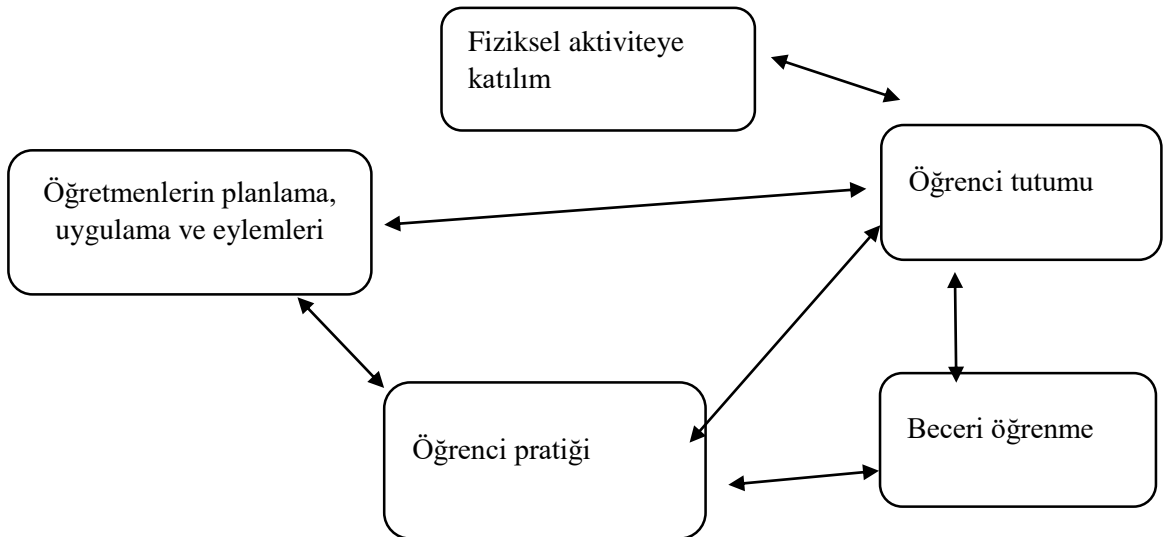 Fiziksel aktiviteye
katılım
Öğretmenlerin planlama,
uygulama ve eylemleri
Öğrenci tutumu
Öğrenci pratiği
Beceri öğrenme